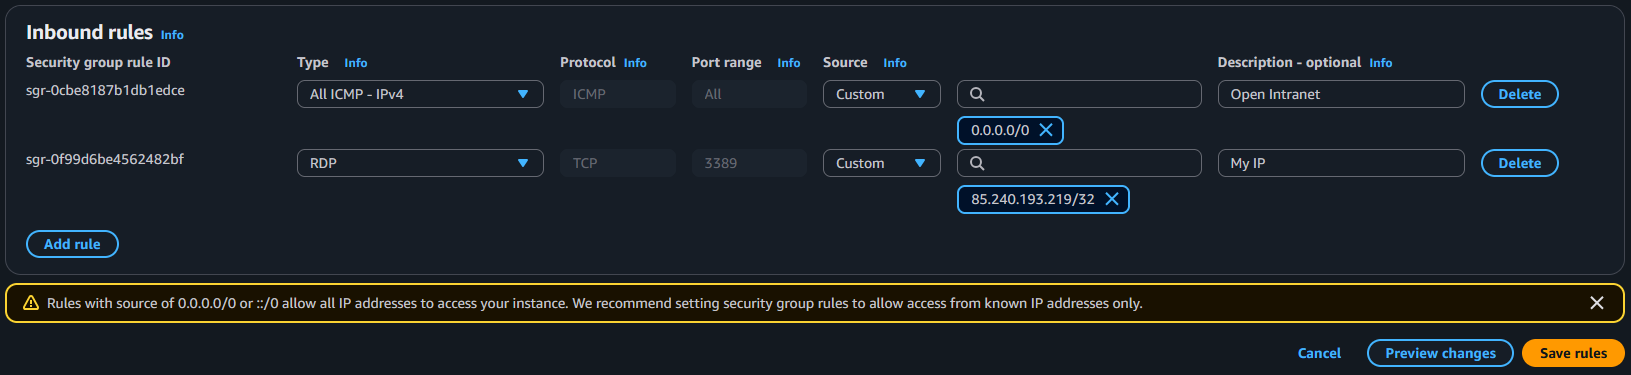 Inbound rules Info
Security group rule ID Type Info Protocol Info Port range Info Source Info Description - optional Info
sgr-0cbe8187b1db1edce All ICMP - IPv4 ICMP All Custom Open Intranet Delete
0.0.0.0/0
sgr-0f99d6be4562482bf RDP TCP 3389 Custom My IP Delete
85.240.193.219/32
Add rule
Rules with source of 0.0.0.0/0 or ::/0 allow all IP addresses to access your instance. We recommend setting security group rules to allow access from known IP addresses only.
Cancel Preview changes Save rules